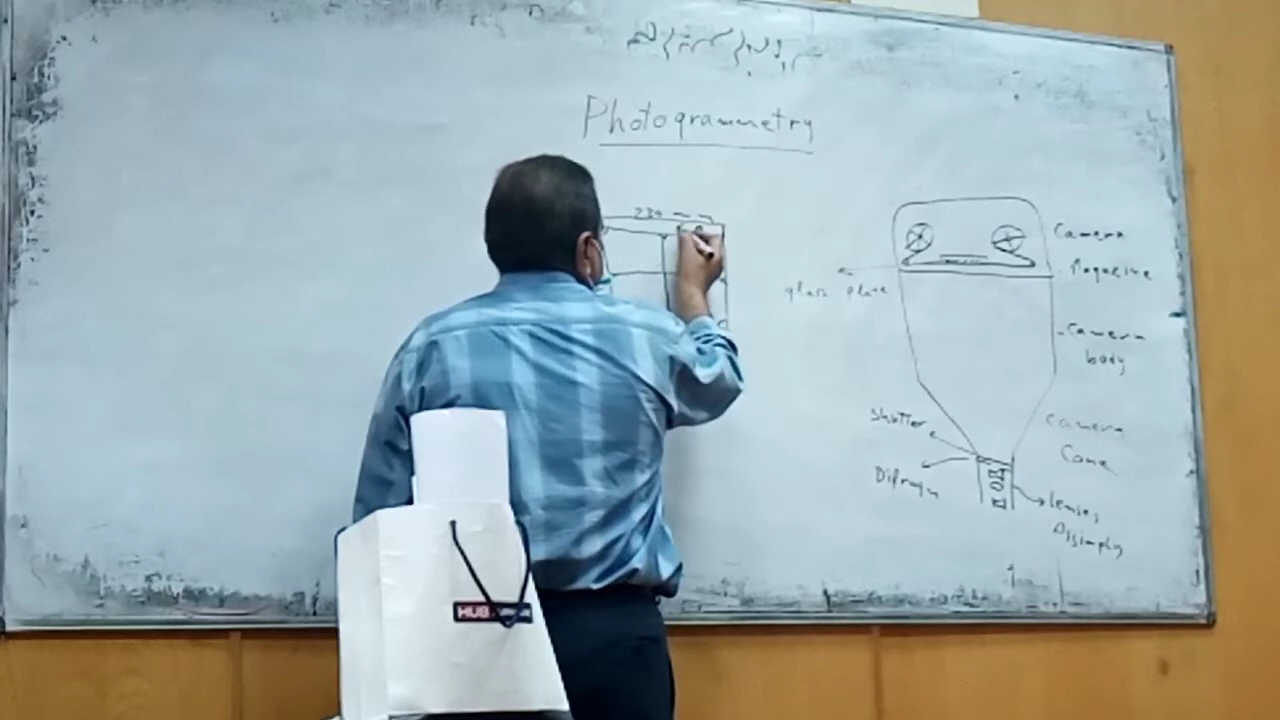 Photogrammetry
230 mm
Camera
Magazine
glass plate
Camera
body
Shutter
Camera
Cone
Difragm
lenses
Assimply
HUB